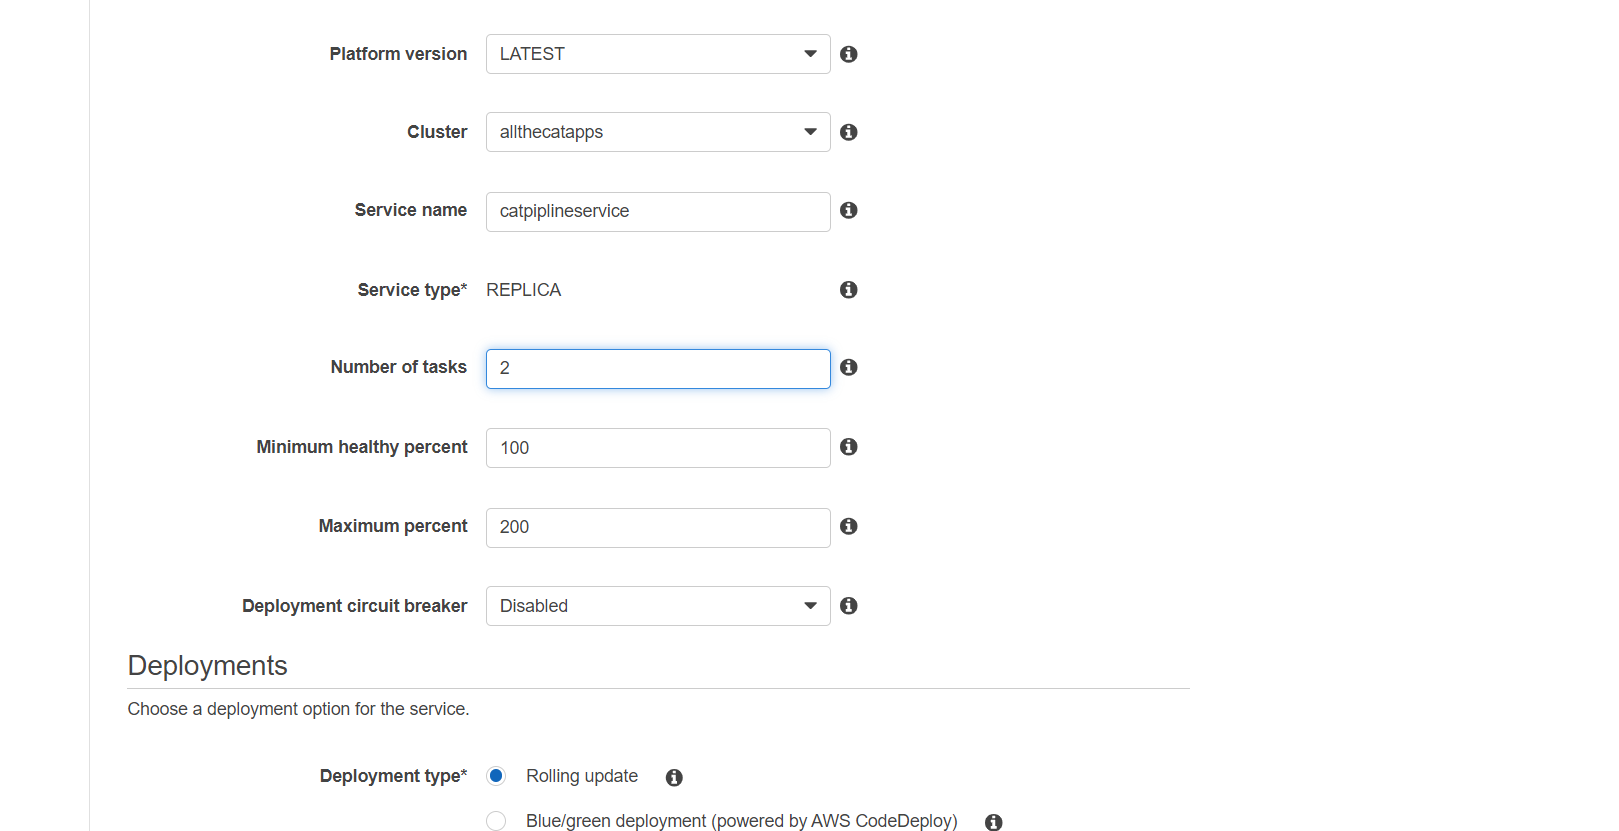 Platform version LATEST
Cluster allthecatapps
Service name catpiplineservice
Service type* REPLICA
Number of tasks 2
Minimum healthy percent 100
Maximum percent 200
Deployment circuit breaker Disabled
Deployments
Choose a deployment option for the service.
Deployment type* Rolling update
Blue/green deployment (powered by AWS CodeDeploy)